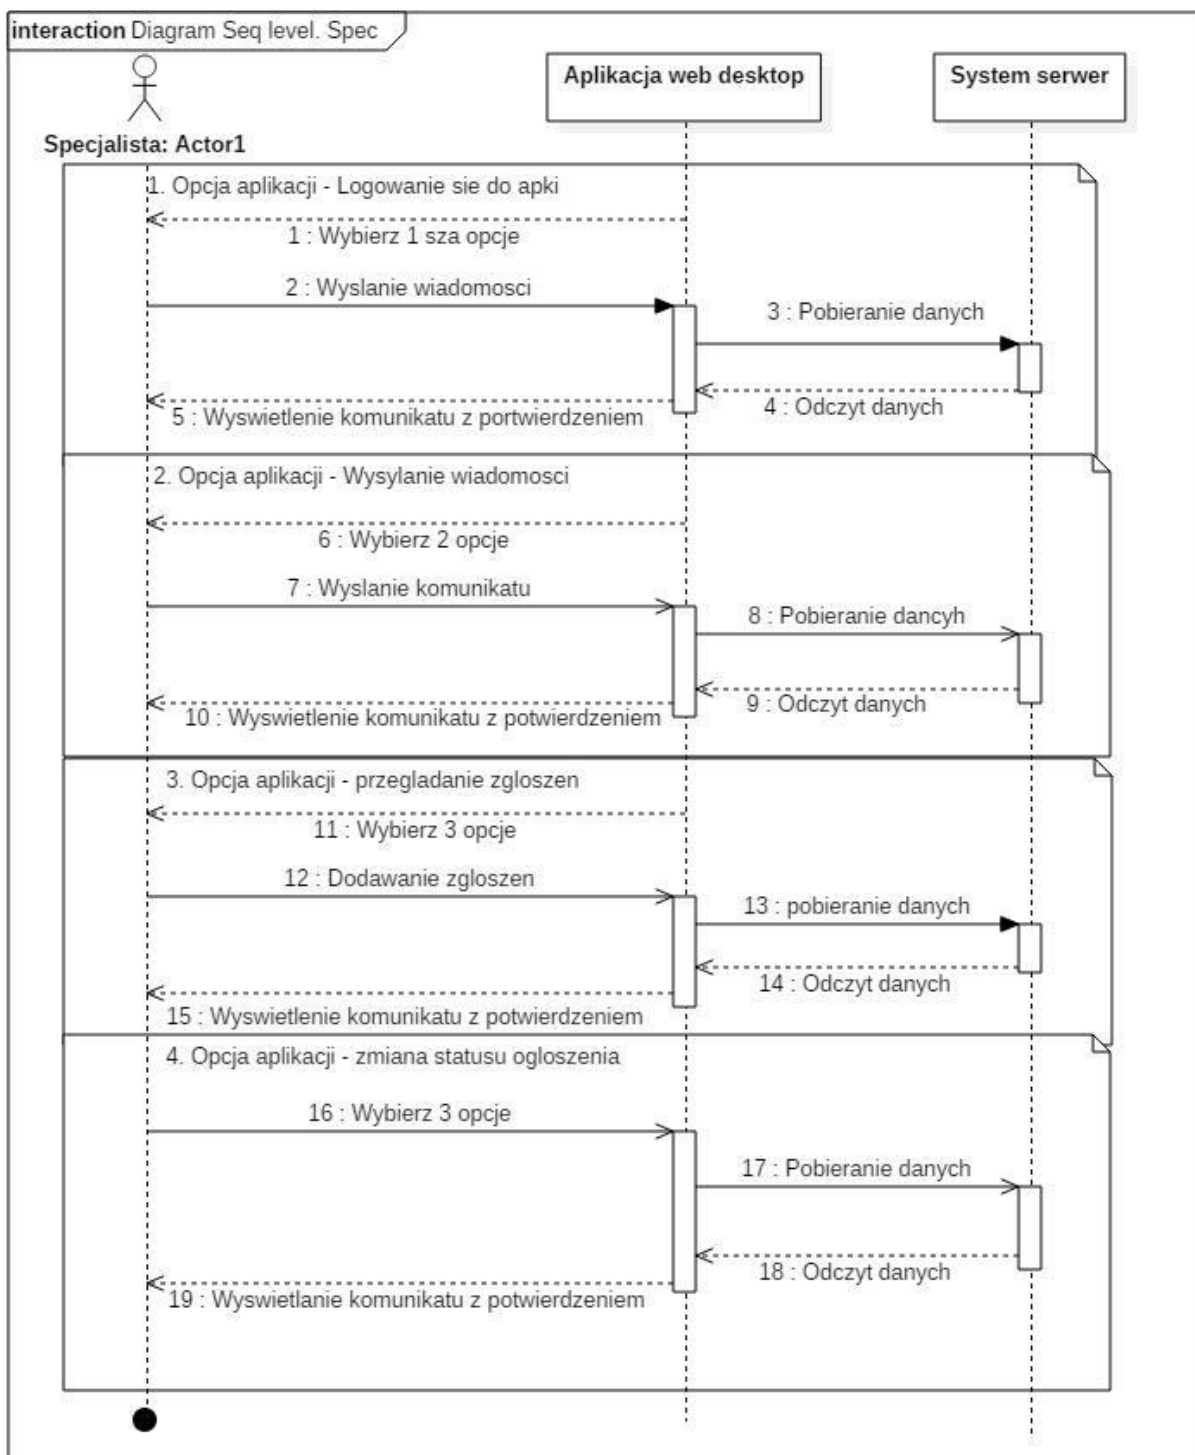 interaction Diagram Seq level. Spec
Aplikacja web desktop
System serwer
Specjalista: Actor1
1. Opcja aplikacji - Logowanie sie do apki
1 : Wybierz 1 sza opcje
2 : Wyslanie wiadomosci
3 : Pobieranie danych
4 : Odczyt danych
5 : Wyswietlenie komunikatu z portwierdzeniem
2. Opcja aplikacji - Wysylanie wiadomosci
6 : Wybierz 2 opcje
7 : Wyslanie komunikatu
8 : Pobieranie dancyh
9 : Odczyt danych
10 : Wyswietlenie komunikatu z potwierdzeniem
3. Opcja aplikacji - przegladanie zgloszen
11 : Wybierz 3 opcje
12 : Dodawanie zgloszen
13 : pobieranie danych
14 : Odczyt danych
15 : Wyswietlenie komunikatu z potwierdzeniem
4. Opcja aplikacji - zmiana statusu ogloszenia
16 : Wybierz 3 opcje
17 : Pobieranie danych
18 : Odczyt danych
19 : Wyswietlanie komunikatu z potwierdzeniem